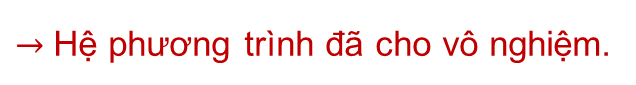 → Hệ phương trình đã cho vô nghiệm.